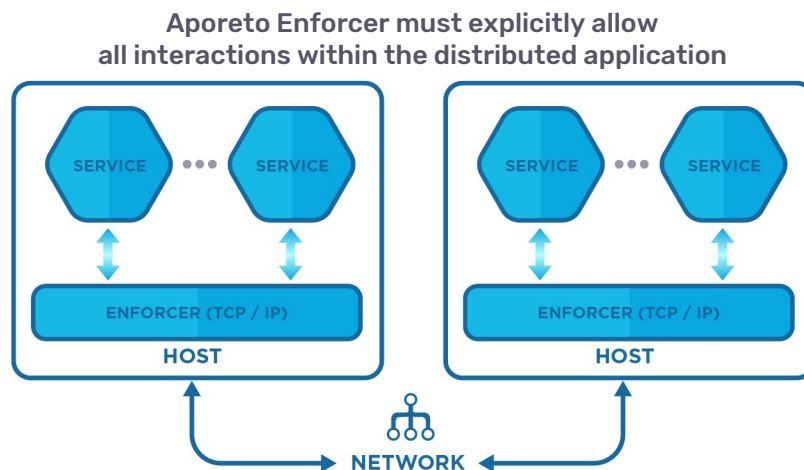 Aporeto Enforcer must explicitly allow
all interactions within the distributed application
SERVICE
SERVICE
ENFORCER (TCP / IP)
HOST
SERVICE
SERVICE
ENFORCER (TCP / IP)
HOST
NETWORK